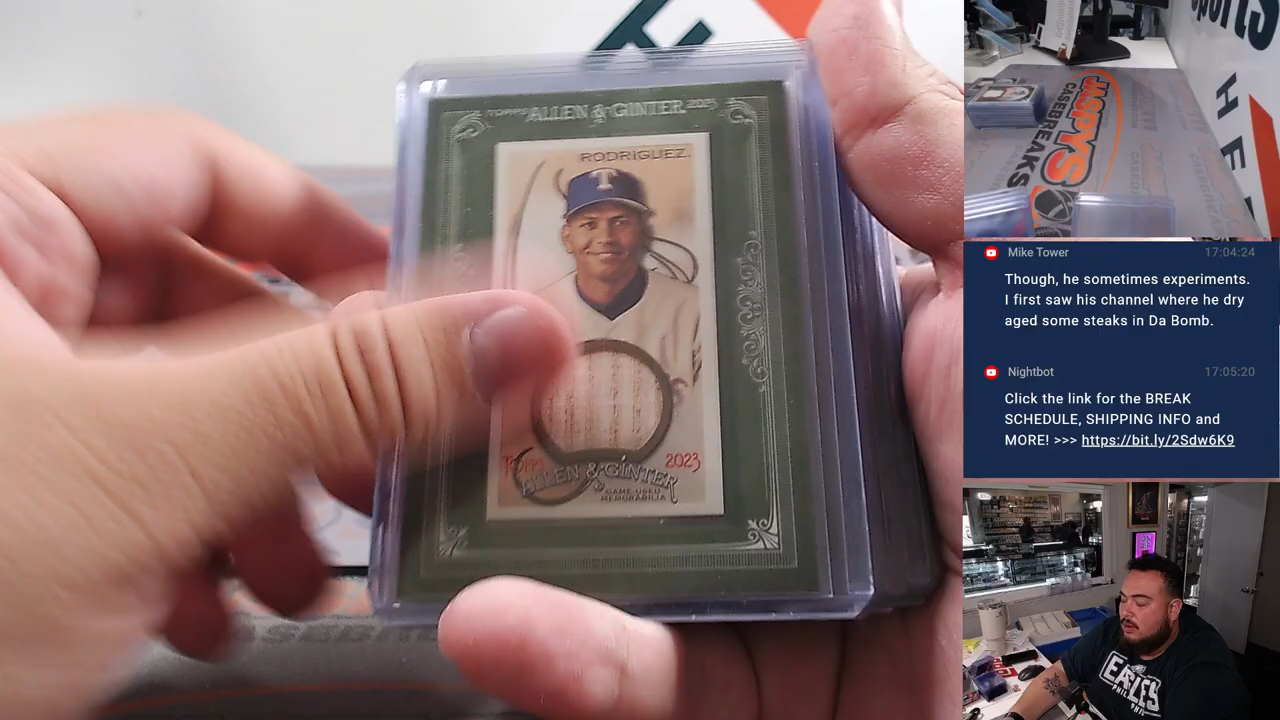 TOPPS ALLEN & GINTER 2023
RODRIGUEZ.
T
TOPPS 2023
ALLEN & GINTER
GAME-USED
MEMORABILIA
sports
JASPYS
CASEBREAKS
Mike Tower 17:04:24
Though, he sometimes experiments.
I first saw his channel where he dry
aged some steaks in Da Bomb.
Nightbot 17:05:20
Click the link for the BREAK
SCHEDULE, SHIPPING INFO and
MORE! >>> https://bit.ly/2Sdw6K9
EAGLES